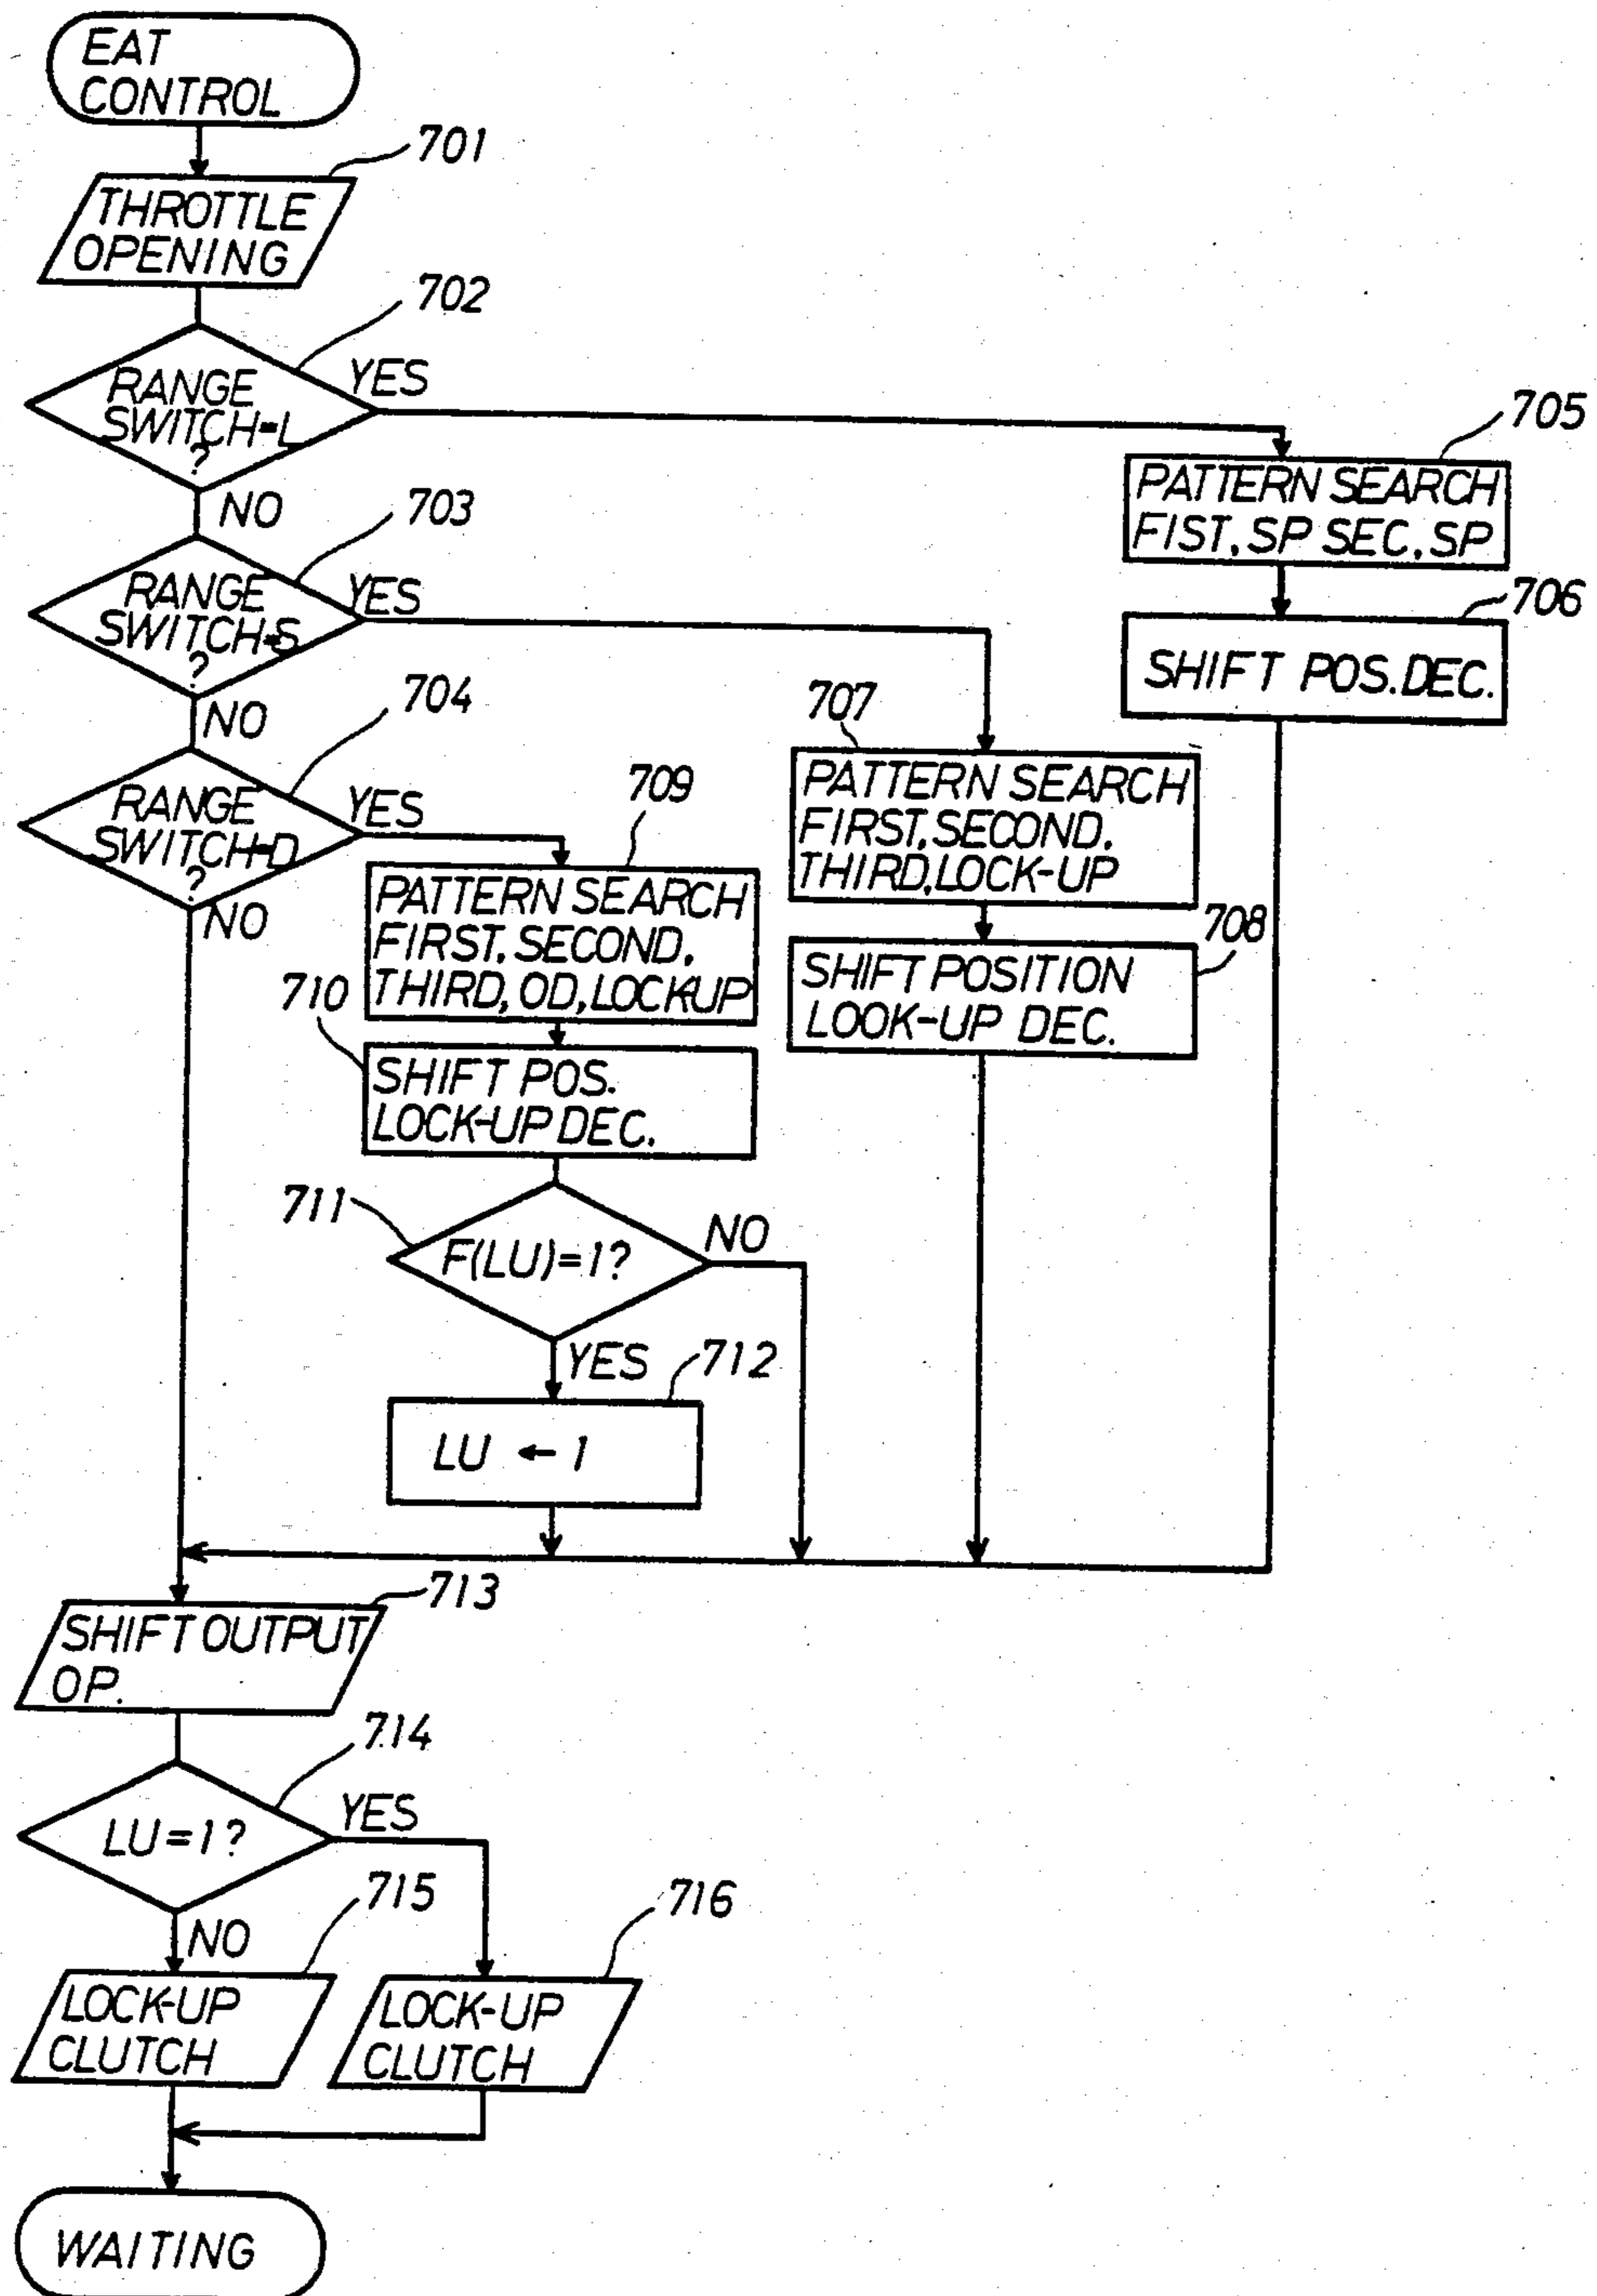 EAT
CONTROL
701
THROTTLE
OPENING
702
RANGE
SWITCH=L
?
YES
NO
703
RANGE
SWITCH=S
?
YES
NO
704
RANGE
SWITCH=D
?
YES
NO
705
PATTERN SEARCH
FIST, SP SEC, SP
706
SHIFT POS. DEC.
707
PATTERN SEARCH
FIRST, SECOND.
THIRD, LOCK-UP
708
SHIFT POSITION
LOOK-UP DEC.
709
PATTERN SEARCH
FIRST, SECOND.
THIRD, OD, LOCKUP
710
SHIFT POS.
LOCK-UP DEC.
711
F(LU)=1?
NO
YES
712
LU ← 1
713
SHIFT OUTPUT
OP.
714
LU=1?
YES
NO
715
LOCK-UP
CLUTCH
716
LOCK-UP
CLUTCH
WAITING